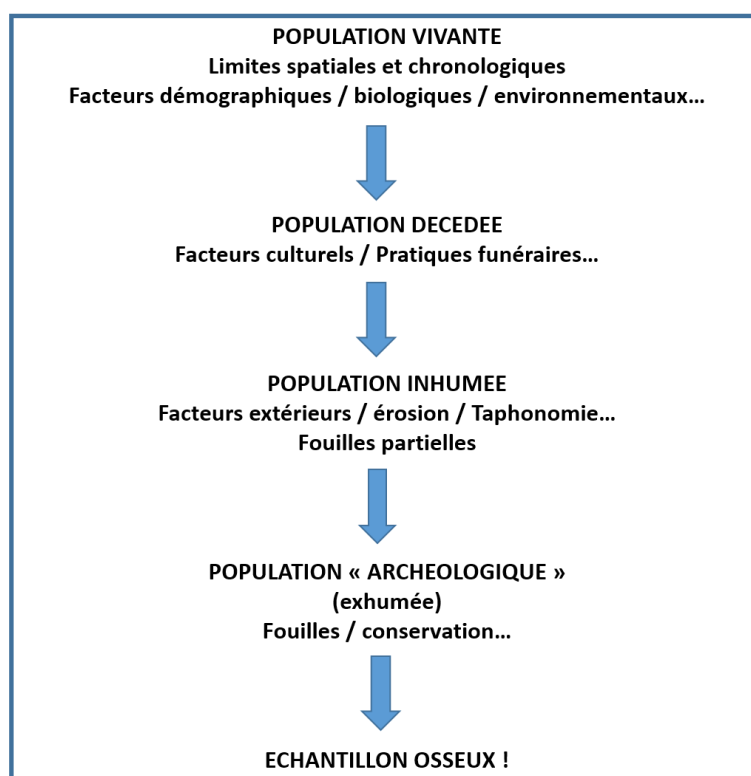 POPULATION VIVANTE
Limites spatiales et chronologiques
Facteurs démographiques / biologiques / environnementaux…
POPULATION DECEDEE
Facteurs culturels / Pratiques funéraires…
POPULATION INHUMEE
Facteurs extérieurs / érosion / Taphonomie…
Fouilles partielles
POPULATION « ARCHEOLOGIQUE »
(exhumée)
Fouilles / conservation…
ECHANTILLON OSSEUX !